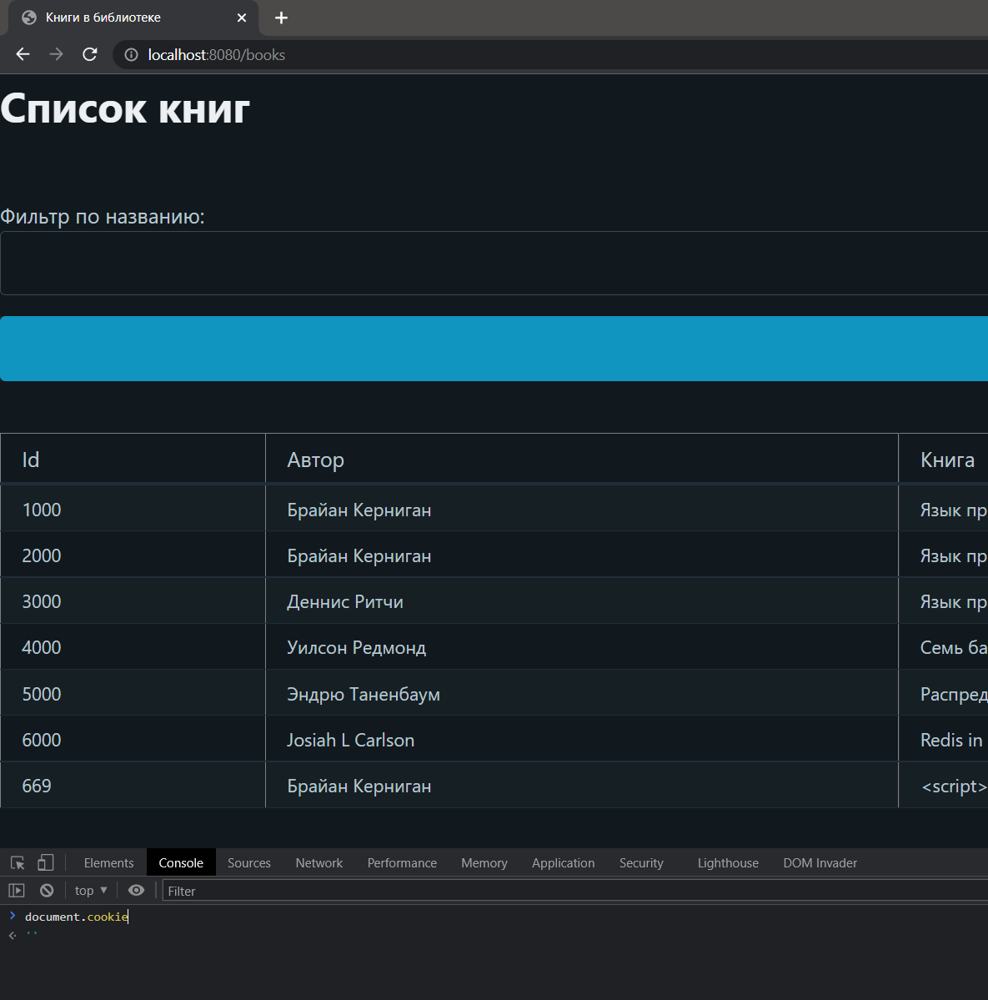 Книги в библиотеке
localhost:8080/books
Список книг
Фильтр по названию:
Id Автор Книга
1000 Брайан Керниган Язык пр
2000 Брайан Керниган Язык пр
3000 Деннис Ритчи Язык пр
4000 Уилсон Редмонд Семь ба
5000 Эндрю Таненбаум Распред
6000 Josiah L Carlson Redis in
669 Брайан Керниган <script>
Elements Console Sources Network Performance Memory Application Security Lighthouse DOM Invader
top Filter
document.cookie
''